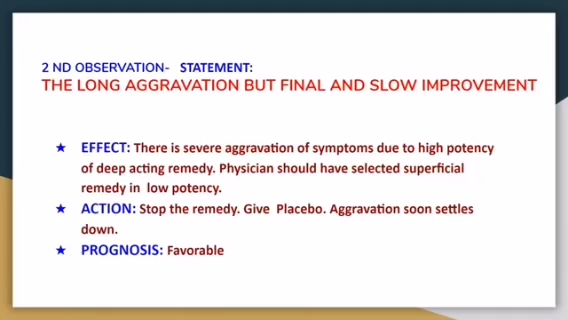 2 ND OBSERVATION- STATEMENT:
THE LONG AGGRAVATION BUT FINAL AND SLOW IMPROVEMENT
★ EFFECT: There is severe aggravation of symptoms due to high potency
of deep acting remedy. Physician should have selected superficial
remedy in low potency.
★ ACTION: Stop the remedy. Give Placebo. Aggravation soon settles
down.
★ PROGNOSIS: Favorable